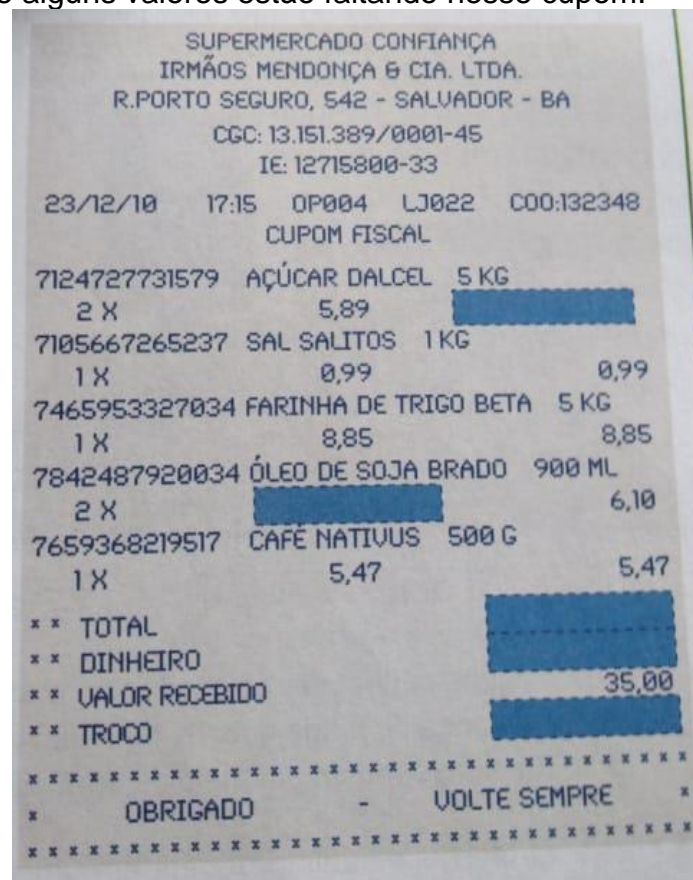 alguns valores estão faltando nesse cupom.
SUPERMERCADO CONFIANÇA
IRMÃOS MENDONÇA & CIA. LTDA.
R.PORTO SEGURO, 542 - SALVADOR - BA
CGC: 13.151.389/0001-45
IE: 12715800-33
23/12/10 17:15 OP004 LJ022 COO:132348
CUPOM FISCAL
7124727731579 AÇÚCAR DALCEL 5 KG
2 X 5,89
7105667265237 SAL SALITOS 1 KG
1 X 0,99 0,99
7465953327034 FARINHA DE TRIGO BETA 5 KG
1 X 8,85 8,85
7842487920034 ÓLEO DE SOJA BRADO 900 ML
2 X 6,10
7659368219517 CAFÉ NATIVUS 500 G
1 X 5,47 5,47
* * TOTAL
* * DINHEIRO
* * VALOR RECEBIDO 35,00
* * TROCO
* * * * * * * * * * * * * * * * * * * * * * * * * * * * * * * * *
* OBRIGADO - VOLTE SEMPRE *
* * * * * * * * * * * * * * * * * * * * * * * * * * * * * * * * *